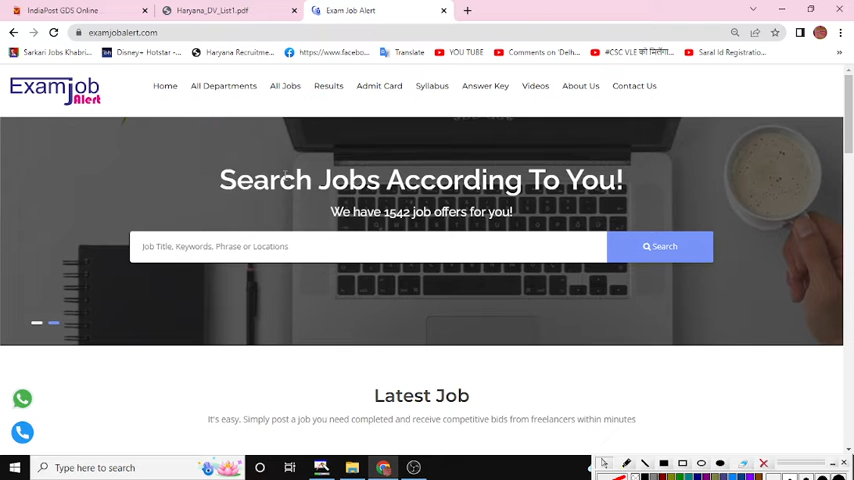 IndiaPost GDS Online
Haryana_DV_List1.pdf
Exam Job Alert
examjobalert.com
Sarkari Jobs Khabri...
Disney+ Hotstar -...
Haryana Recruitme...
https://www.facebo...
Translate
YOU TUBE
Comments on 'Delh...
#CSC VLE को मिलेंगा...
Saral Id Registratio...
Examjob
Alert
Home All Departments All Jobs Results Admit Card Syllabus Answer Key Videos About Us Contact Us
Search Jobs According To You!
We have 1542 job offers for you!
Job Title, Keywords, Phrase or Locations
Search
Latest Job
It's easy. Simply post a job you need completed and receive competitive bids from freelancers within minutes
Type here to search